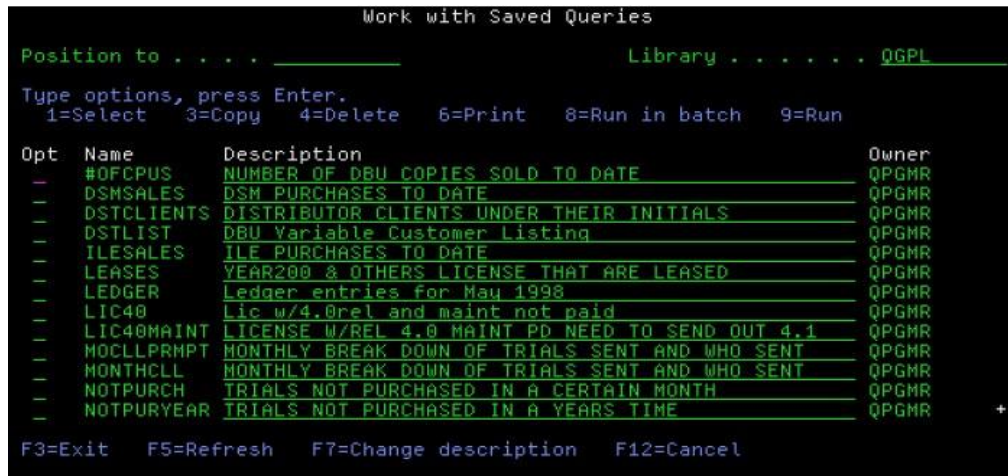 Work with Saved Queries
Position to . . . . Library . . . . . . QGPL
Type options, press Enter.
1=Select 3=Copy 4=Delete 6=Print 8=Run in batch 9=Run
Opt Name Description Owner
#OFCPUS NUMBER OF DBU COPIES SOLD TO DATE QPGMR
DSMSALES DSM PURCHASES TO DATE QPGMR
DSTCLIENTS DISTRIBUTOR CLIENTS UNDER THEIR INITIALS QPGMR
DSTLIST DBU Variable Customer Listing QPGMR
ILESALES ILE PURCHASES TO DATE QPGMR
LEASES YEAR200 & OTHERS LICENSE THAT ARE LEASED QPGMR
LEDGER Ledger entries for May 1998 QPGMR
LIC40 Lic w/4.0rel and maint not paid QPGMR
LIC40MAINT LICENSE W/REL 4.0 MAINT PD NEED TO SEND OUT 4.1 QPGMR
MOCLLPRMPT MONTHLY BREAK DOWN OF TRIALS SENT AND WHO SENT QPGMR
MONTHCLL MONTHLY BREAK DOWN OF TRIALS SENT AND WHO SENT QPGMR
NOTPURCH TRIALS NOT PURCHASED IN A CERTAIN MONTH QPGMR
NOTPURYEAR TRIALS NOT PURCHASED IN A YEARS TIME QPGMR +
F3=Exit F5=Refresh F7=Change description F12=Cancel